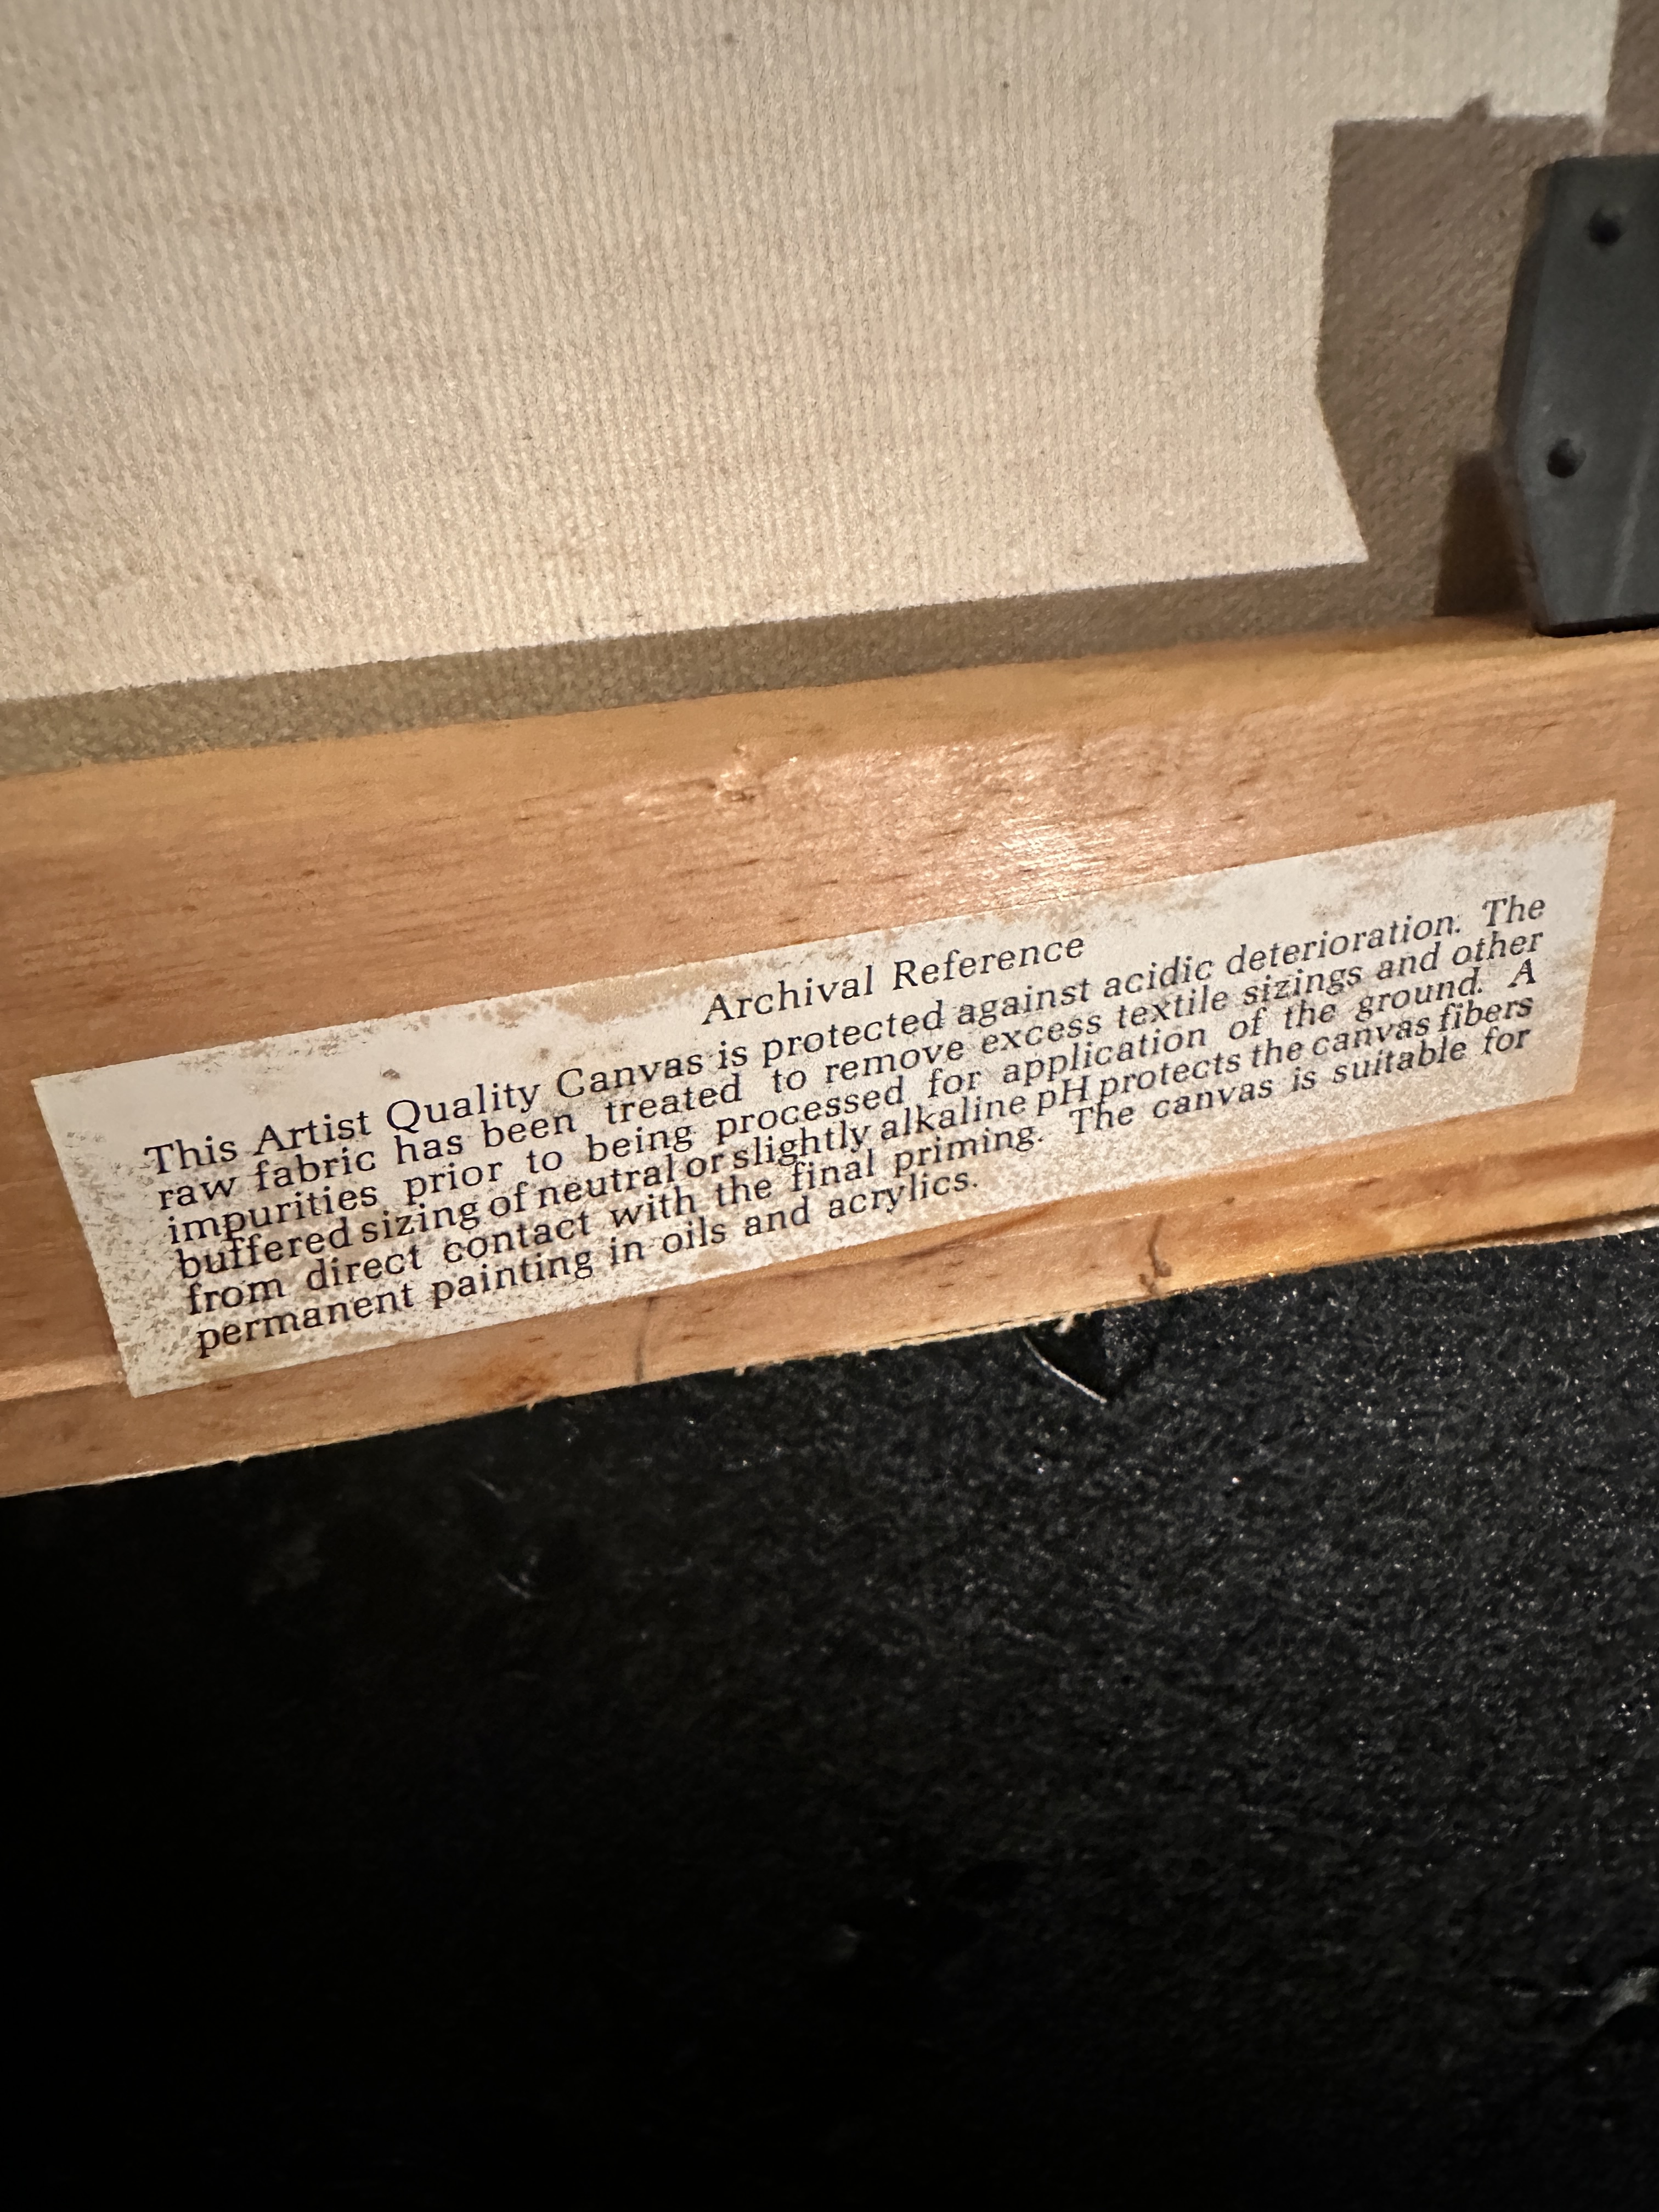 Archival Reference
This Artist Quality Canvas is protected against acidic deterioration. The
raw fabric has been treated to remove excess textile sizings and other
impurities prior to being processed for application of the ground. A
buffered sizing of neutral or slightly alkaline pH protects the canvas fibers
from direct contact with the final priming. The canvas is suitable for
permanent painting in oils and acrylics.